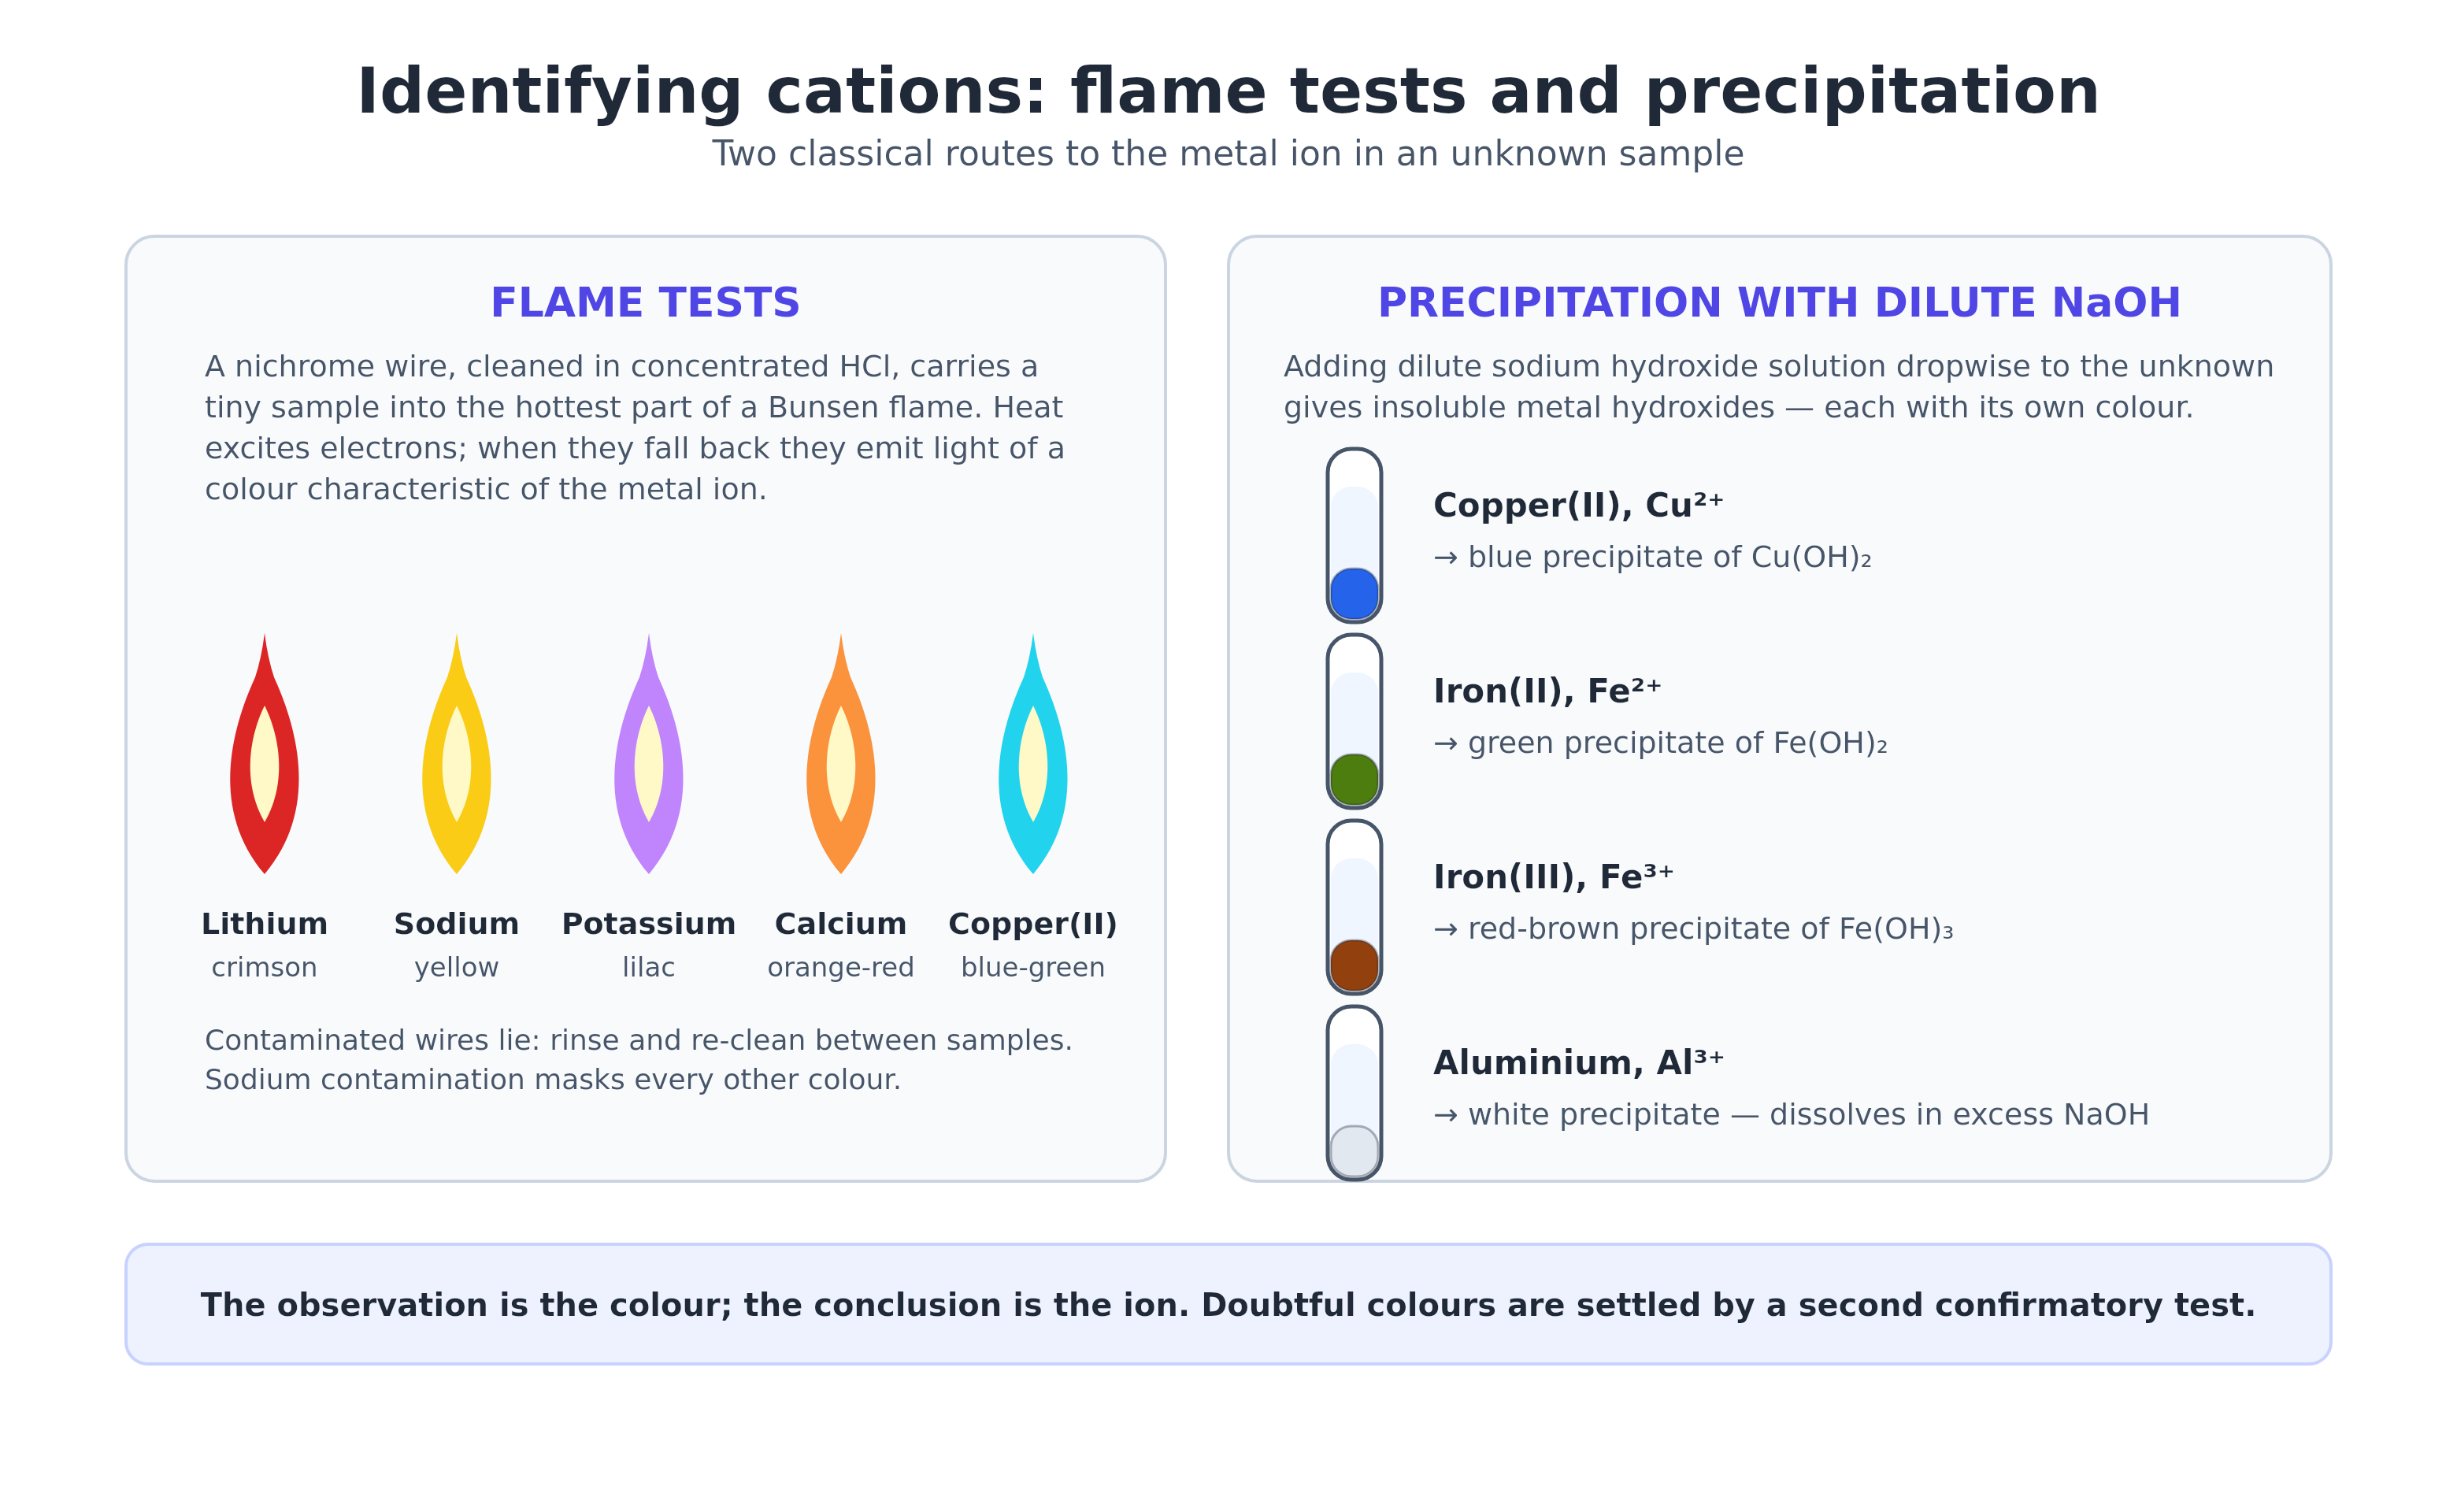 Identifying cations: flame tests and precipitation
Two classical routes to the metal ion in an unknown sample
FLAME TESTS
A nichrome wire, cleaned in concentrated HCl, carries a
tiny sample into the hottest part of a Bunsen flame. Heat
excites electrons; when they fall back they emit light of a
colour characteristic of the metal ion.
Lithium
crimson
Sodium
yellow
Potassium
lilac
Calcium
orange-red
Copper(II)
blue-green
Contaminated wires lie: rinse and re-clean between samples.
Sodium contamination masks every other colour.
PRECIPITATION WITH DILUTE NaOH
Adding dilute sodium hydroxide solution dropwise to the unknown
gives insoluble metal hydroxides — each with its own colour.
Copper(II), Cu²⁺
→ blue precipitate of Cu(OH)₂
Iron(II), Fe²⁺
→ green precipitate of Fe(OH)₂
Iron(III), Fe³⁺
→ red-brown precipitate of Fe(OH)₃
Aluminium, Al³⁺
→ white precipitate — dissolves in excess NaOH
The observation is the colour; the conclusion is the ion. Doubtful colours are settled by a second confirmatory test.